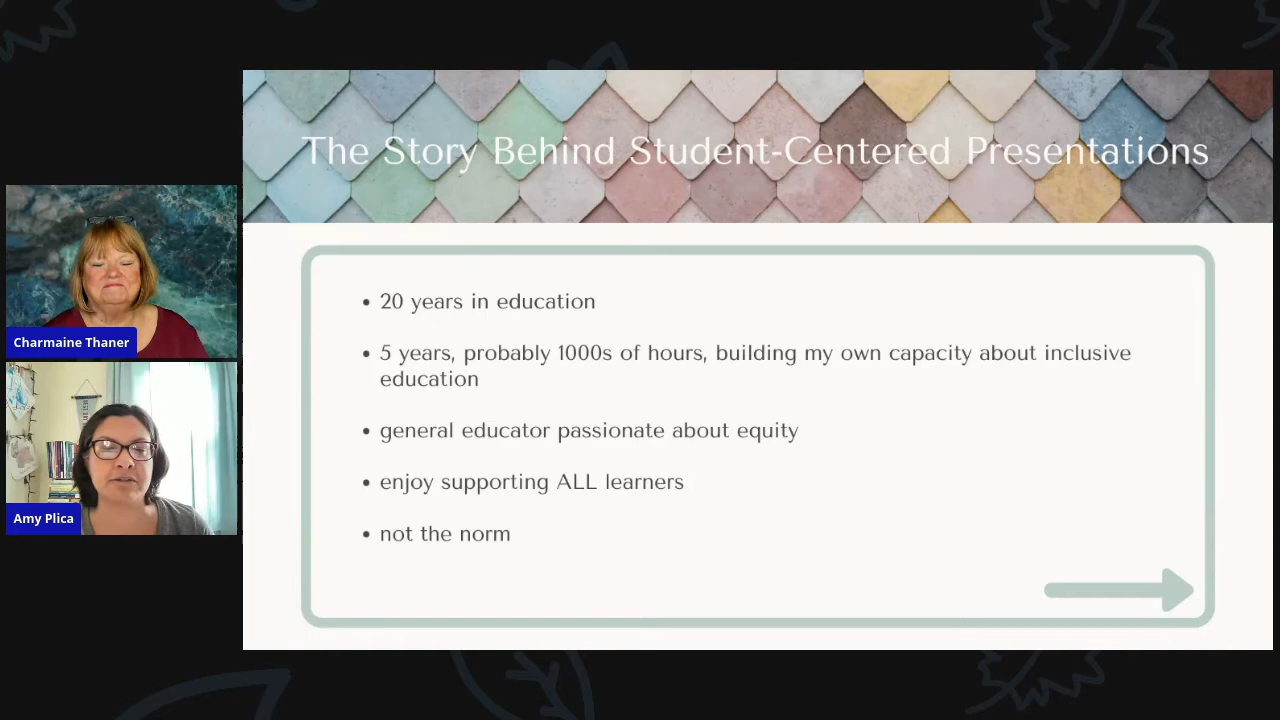 The Story Behind Student-Centered Presentations
• 20 years in education
• 5 years, probably 1000s of hours, building my own capacity about inclusive
education
• general educator passionate about equity
• enjoy supporting ALL learners
• not the norm
Charmaine Thaner
Amy Plica